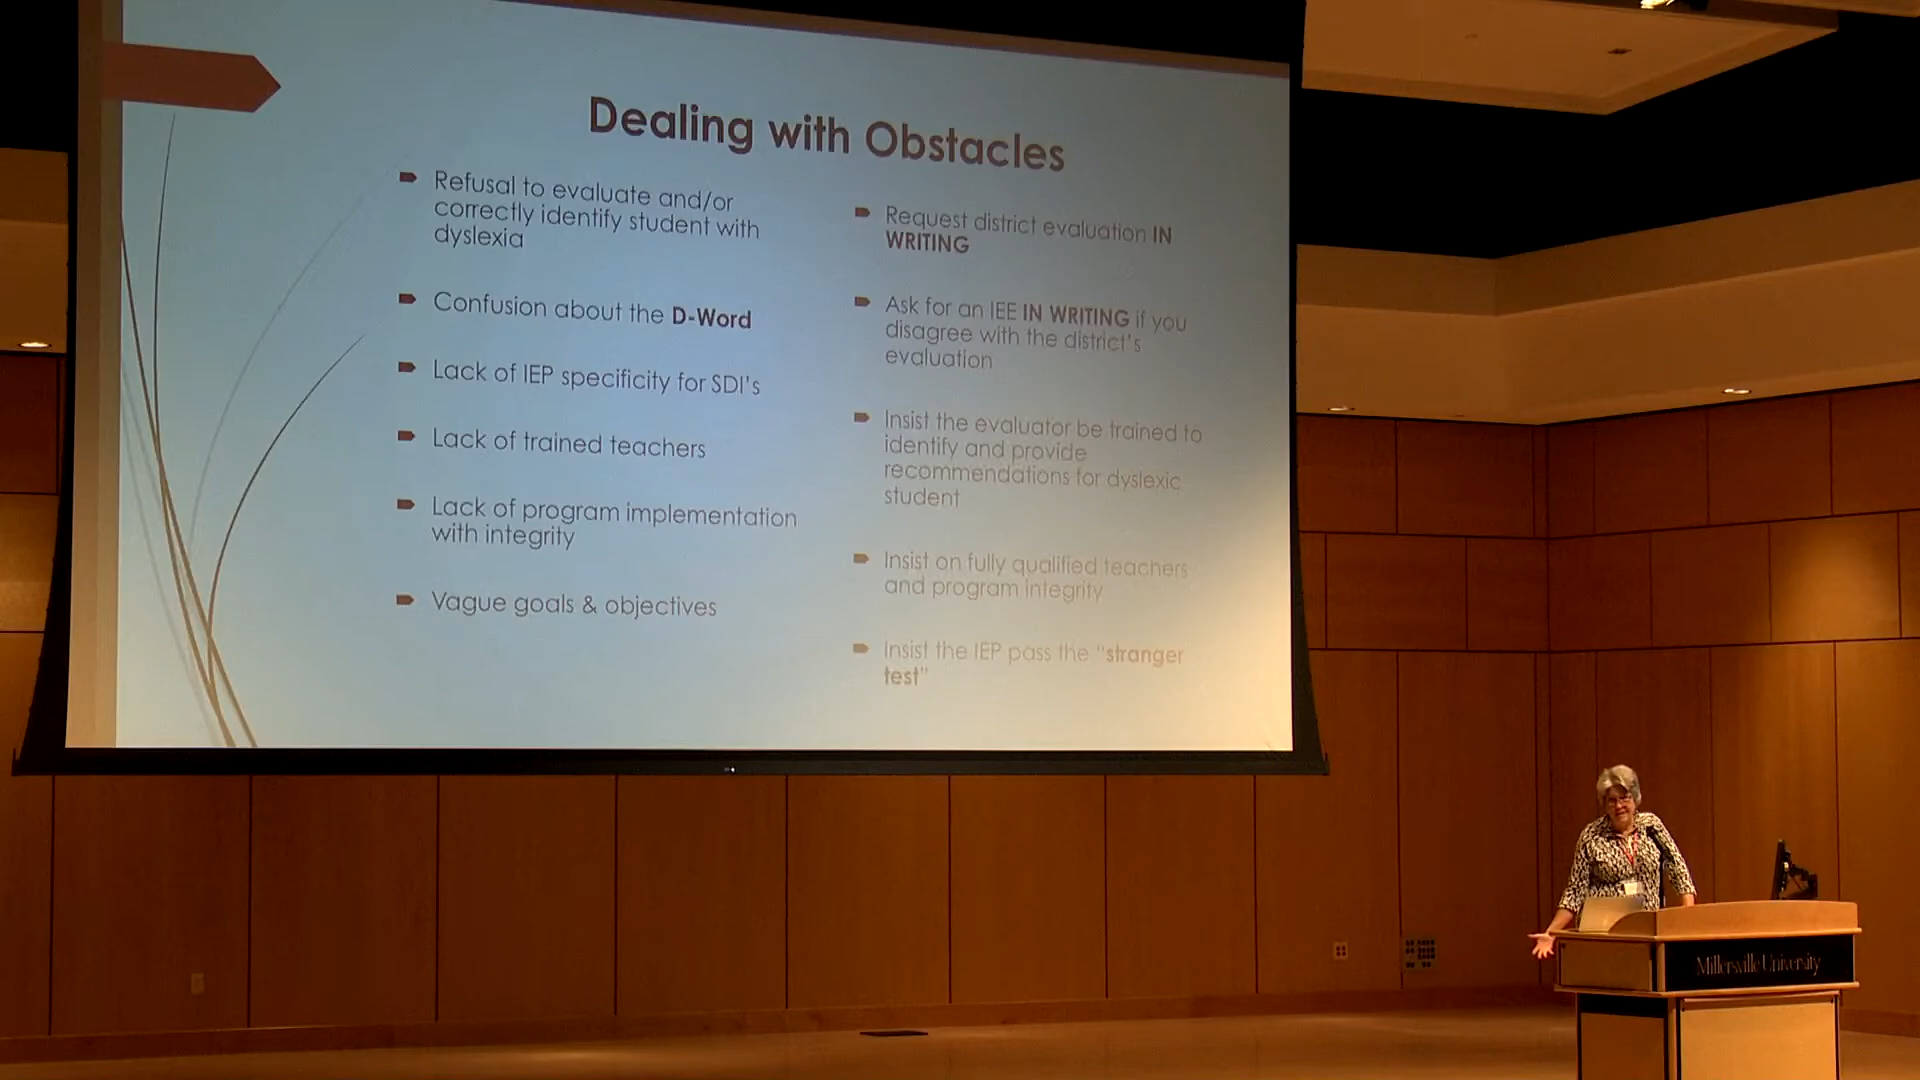 Dealing with Obstacles
Refusal to evaluate and/or
correctly identify student with
dyslexia
Confusion about the D-Word
Lack of IEP specificity for SDI's
Lack of trained teachers
Lack of program implementation
with integrity
Vague goals & objectives
Request district evaluation IN
WRITING
Ask for an IEE IN WRITING if you
disagree with the district's
evaluation
Insist the evaluator be trained to
identify and provide
recommendations for dyslexic
student
Insist on fully qualified teachers
and program integrity
Insist the IEP pass the "stranger
test"
Millersville University